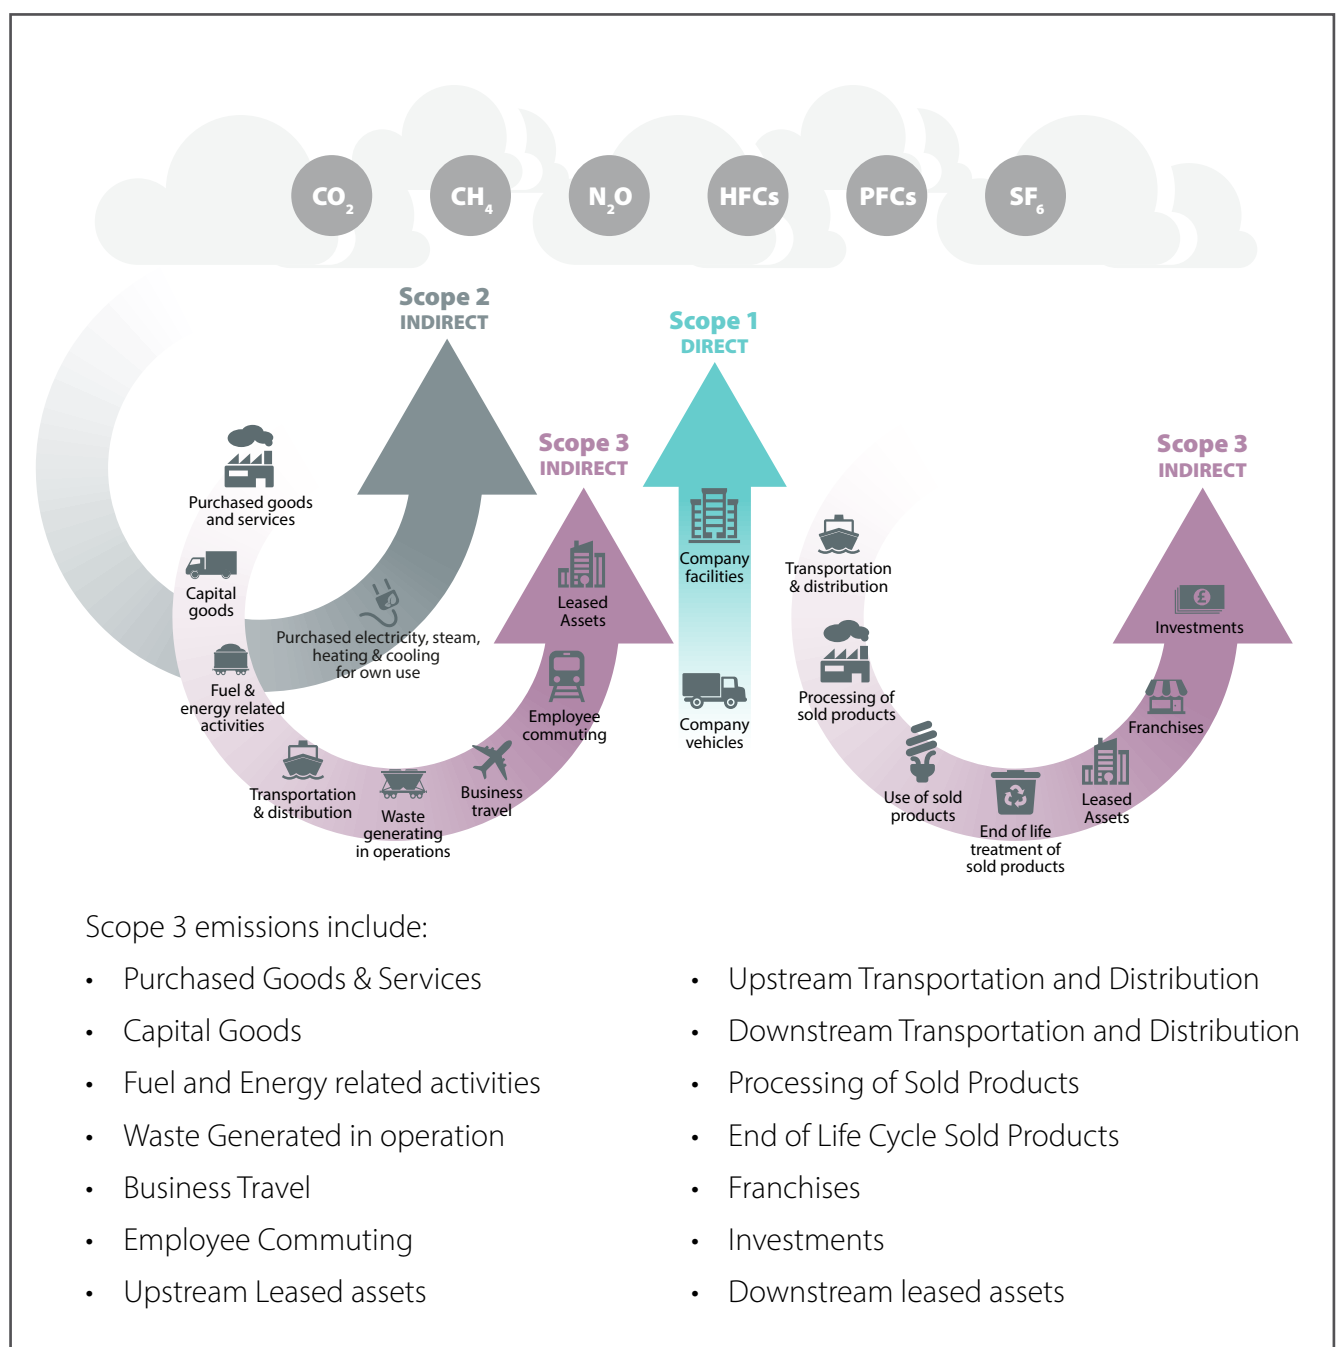 CO2
CH4
N2O
HFCs
PFCs
SF6
Scope 2
INDIRECT
Scope 1
DIRECT
Scope 3
INDIRECT
Scope 3
INDIRECT
Purchased goods
and services
Capital
goods
Fuel &
energy related
activities
Transportation
& distribution
Waste
generating
in operations
Business
travel
Employee
commuting
Leased
Assets
Purchased electricity, steam,
heating & cooling
for own use
Company
facilities
Company
vehicles
Transportation
& distribution
Processing of
sold products
Use of sold
products
End of life
treatment of
sold products
Leased
Assets
Franchises
£
Investments
Scope 3 emissions include:
• Purchased Goods & Services
• Capital Goods
• Fuel and Energy related activities
• Waste Generated in operation
• Business Travel
• Employee Commuting
• Upstream Leased assets
• Upstream Transportation and Distribution
• Downstream Transportation and Distribution
• Processing of Sold Products
• End of Life Cycle Sold Products
• Franchises
• Investments
• Downstream leased assets